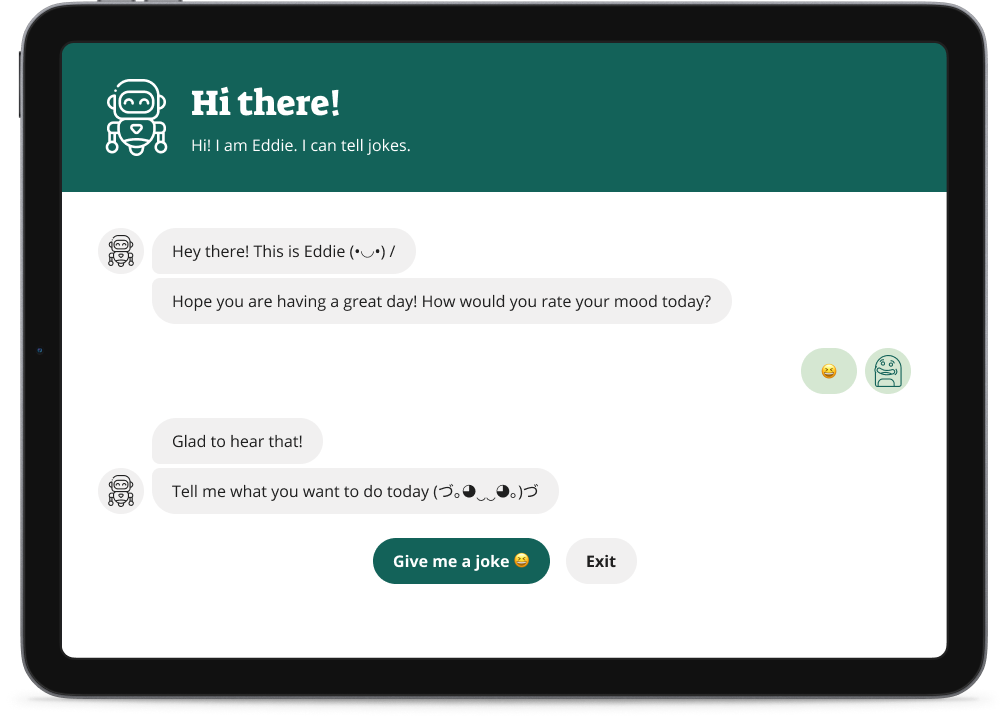 Hi there!
Hi! I am Eddie. I can tell jokes.
Hey there! This is Eddie (•◡•) /
Hope you are having a great day! How would you rate your mood today?
😆
Glad to hear that!
Tell me what you want to do today (づ｡◕‿‿◕｡)づ
Give me a joke 😆
Exit